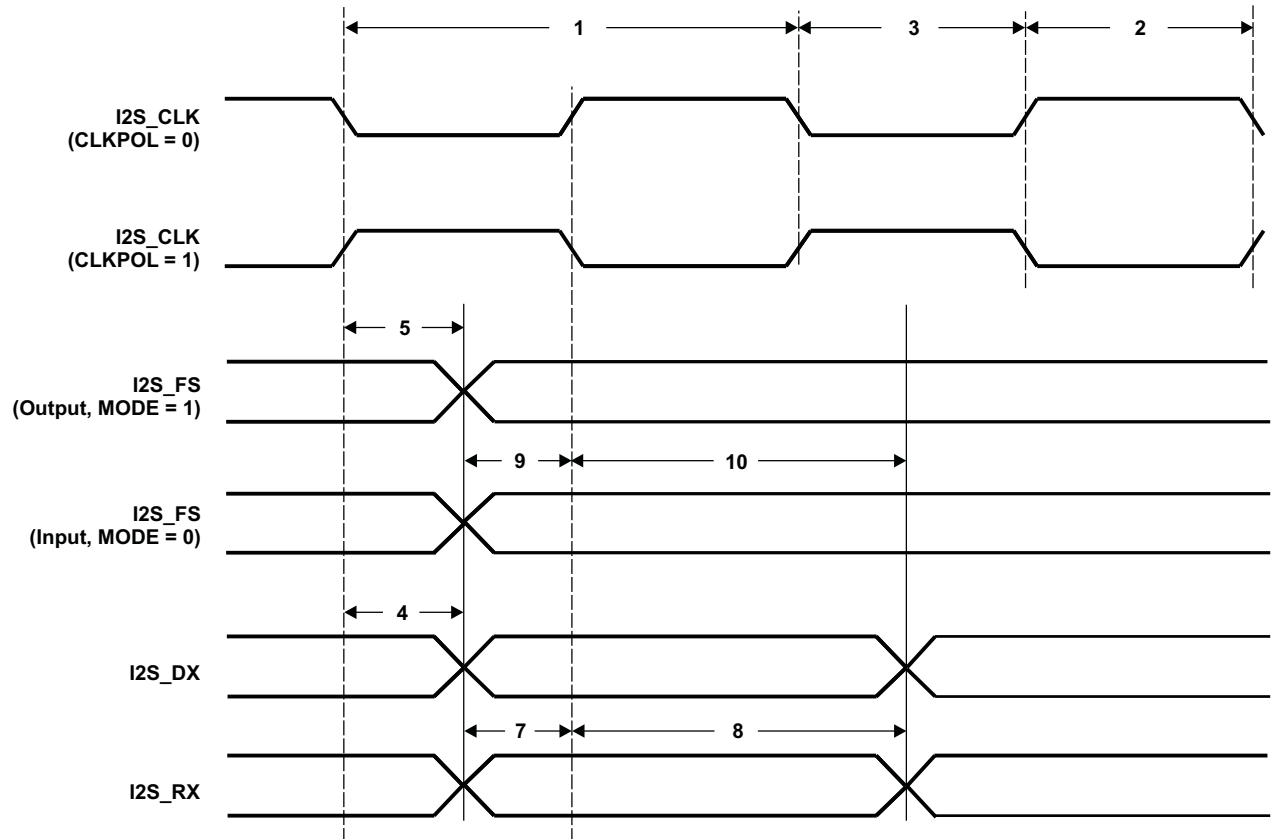 1
3
2
I2S_CLK
(CLKPOL = 0)
I2S_CLK
(CLKPOL = 1)
5
I2S_FS
(Output, MODE = 1)
9
10
I2S_FS
(Input, MODE = 0)
4
I2S_DX
7
8
I2S_RX